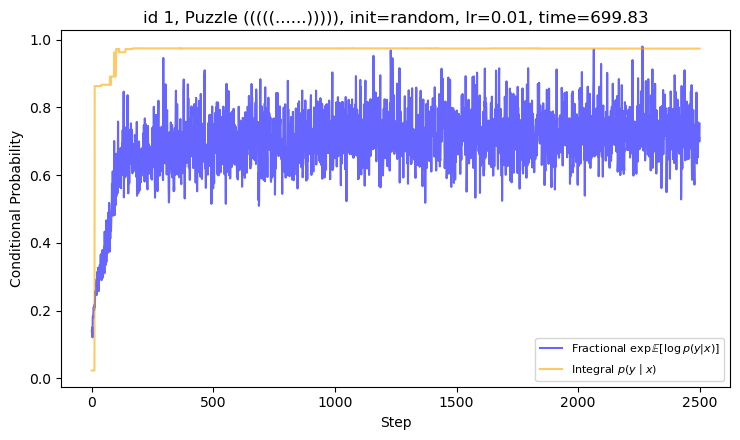 id 1, Puzzle (((((......))))), init=random, lr=0.01, time=699.83
Conditional Probability
1.0
0.8
0.6
0.4
0.2
0.0
0
500
1000
1500
2000
2500
Step
Fractional exp𝔼[log p(y|x)]
Integral p(y | x)